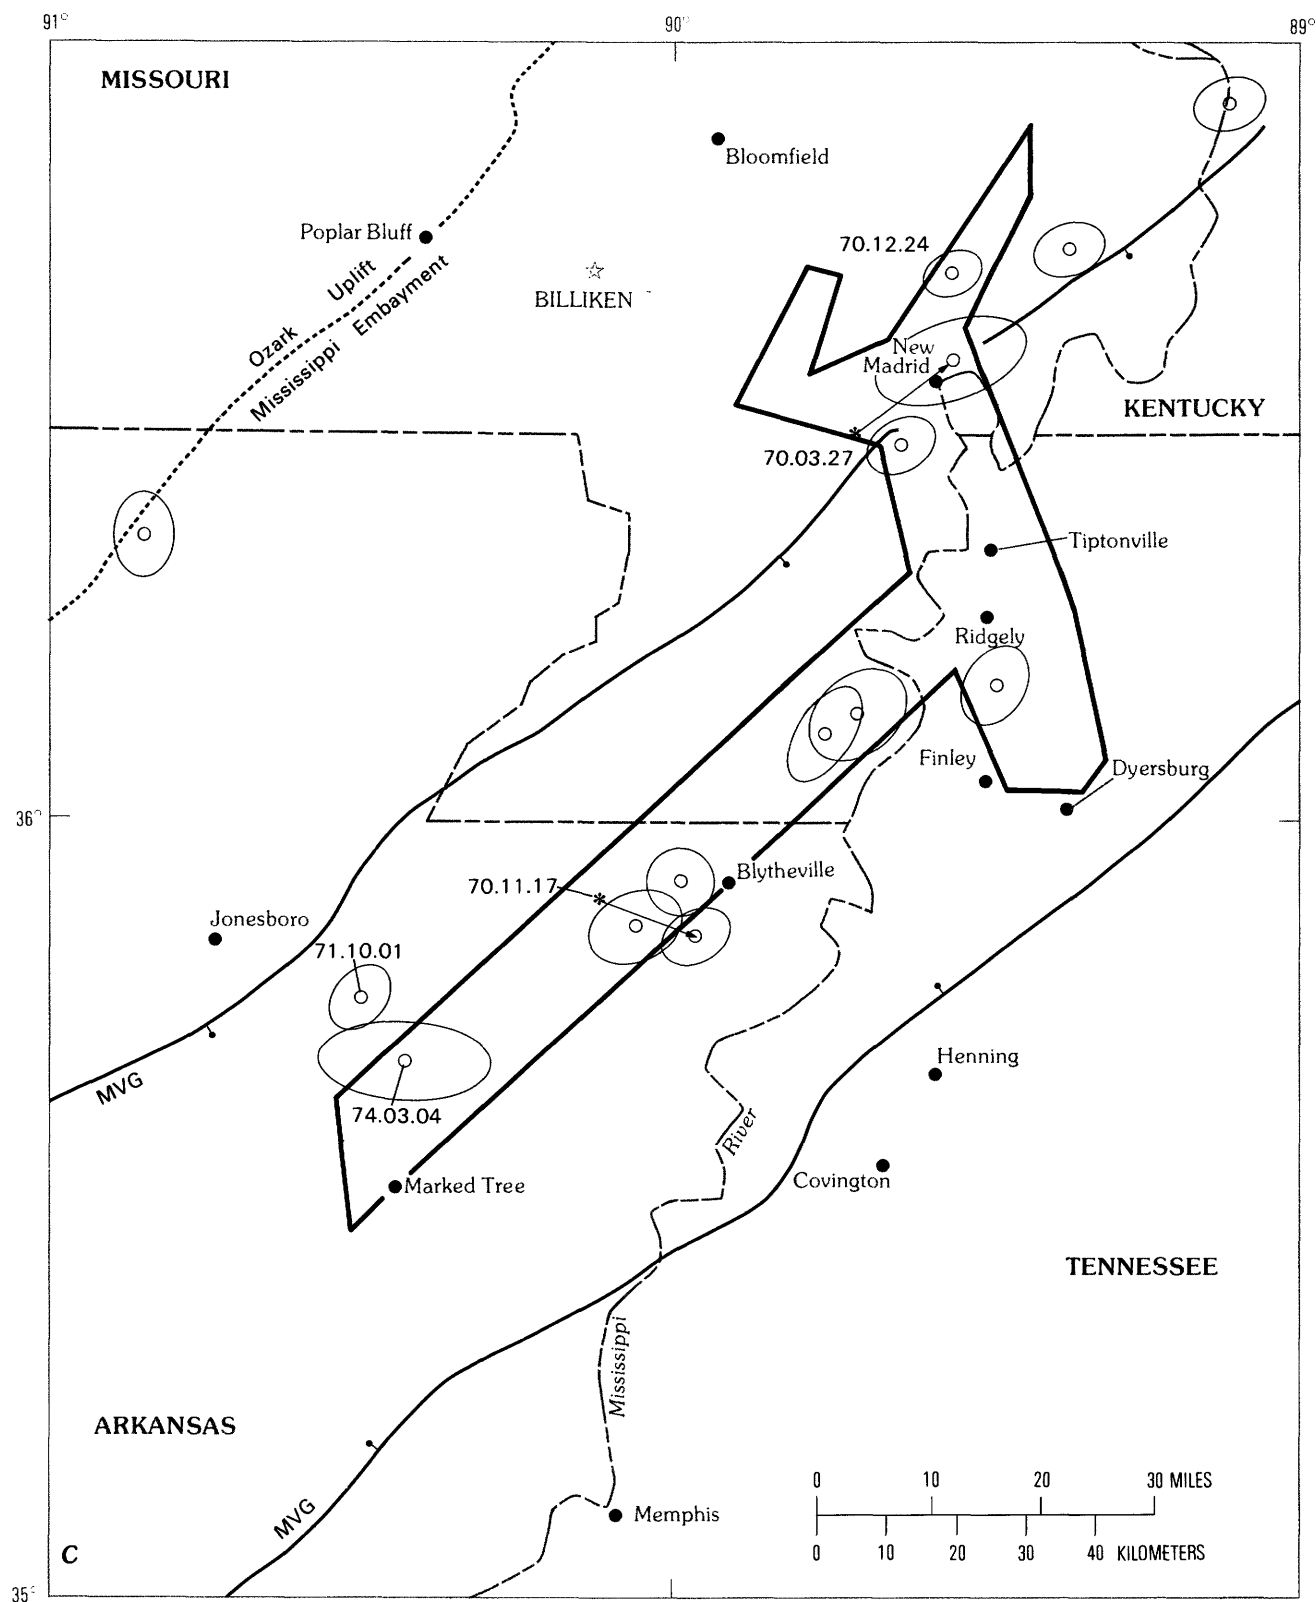 91°
90°
89°
MISSOURI
Bloomfield
Poplar Bluff
70.12.24
Ozark Uplift
Mississippi Embayment
BILLIKEN
New
Madrid
KENTUCKY
70.03.27
Tiptonville
Ridgely
Finley
Dyersburg
36°
Blytheville
70.11.17
Jonesboro
71.10.01
Henning
MVG
74.03.04
River
Covington
Marked Tree
TENNESSEE
Mississippi
ARKANSAS
0 10 20 30 MILES
MVG
Memphis
0 10 20 30 40 KILOMETERS
C
35°